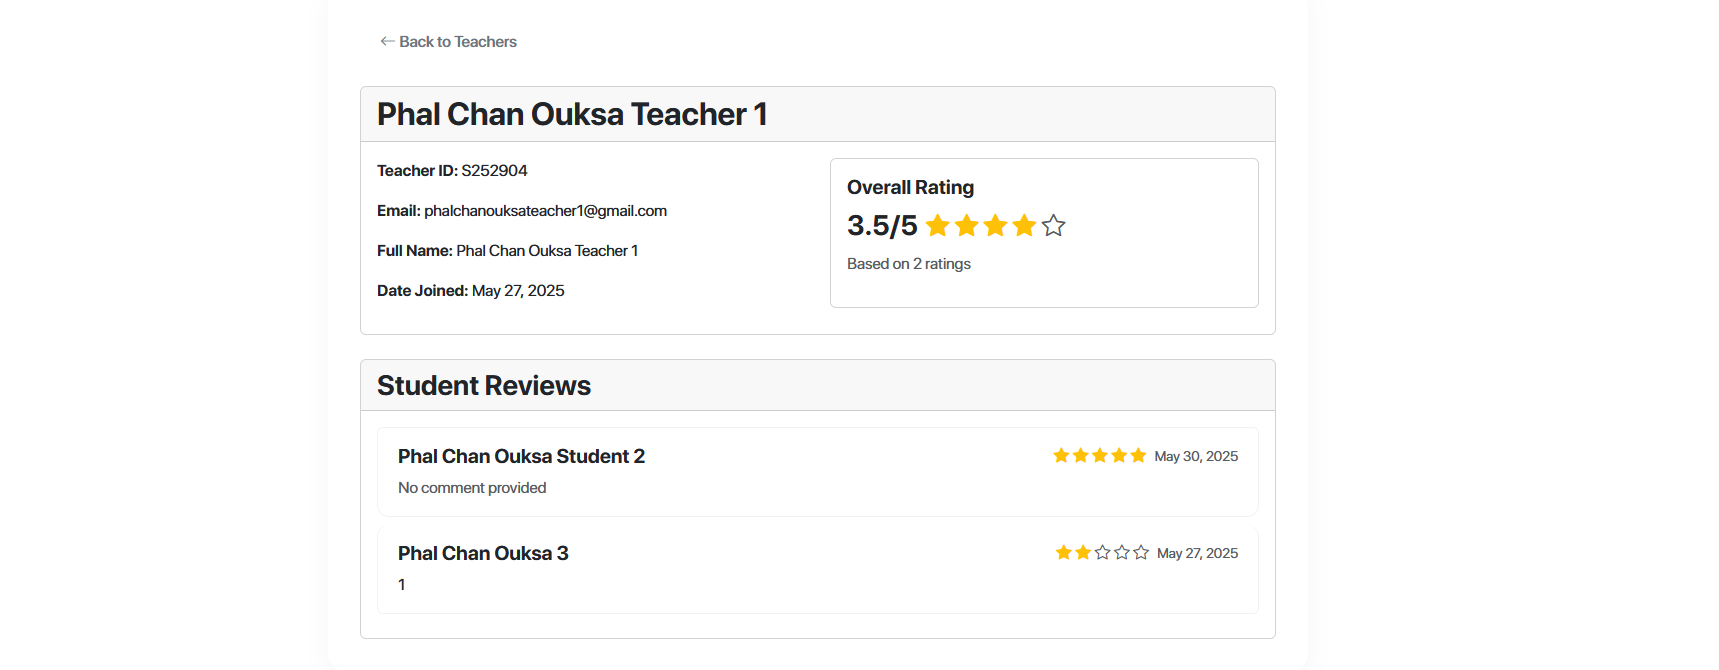 ← Back to Teachers
Phal Chan Ouksa Teacher 1
Teacher ID: S252904
Email: phalchanouksateacher1@gmail.com
Full Name: Phal Chan Ouksa Teacher 1
Date Joined: May 27, 2025
Overall Rating
3.5/5
Based on 2 ratings
Student Reviews
Phal Chan Ouksa Student 2
May 30, 2025
No comment provided
Phal Chan Ouksa 3
May 27, 2025
1